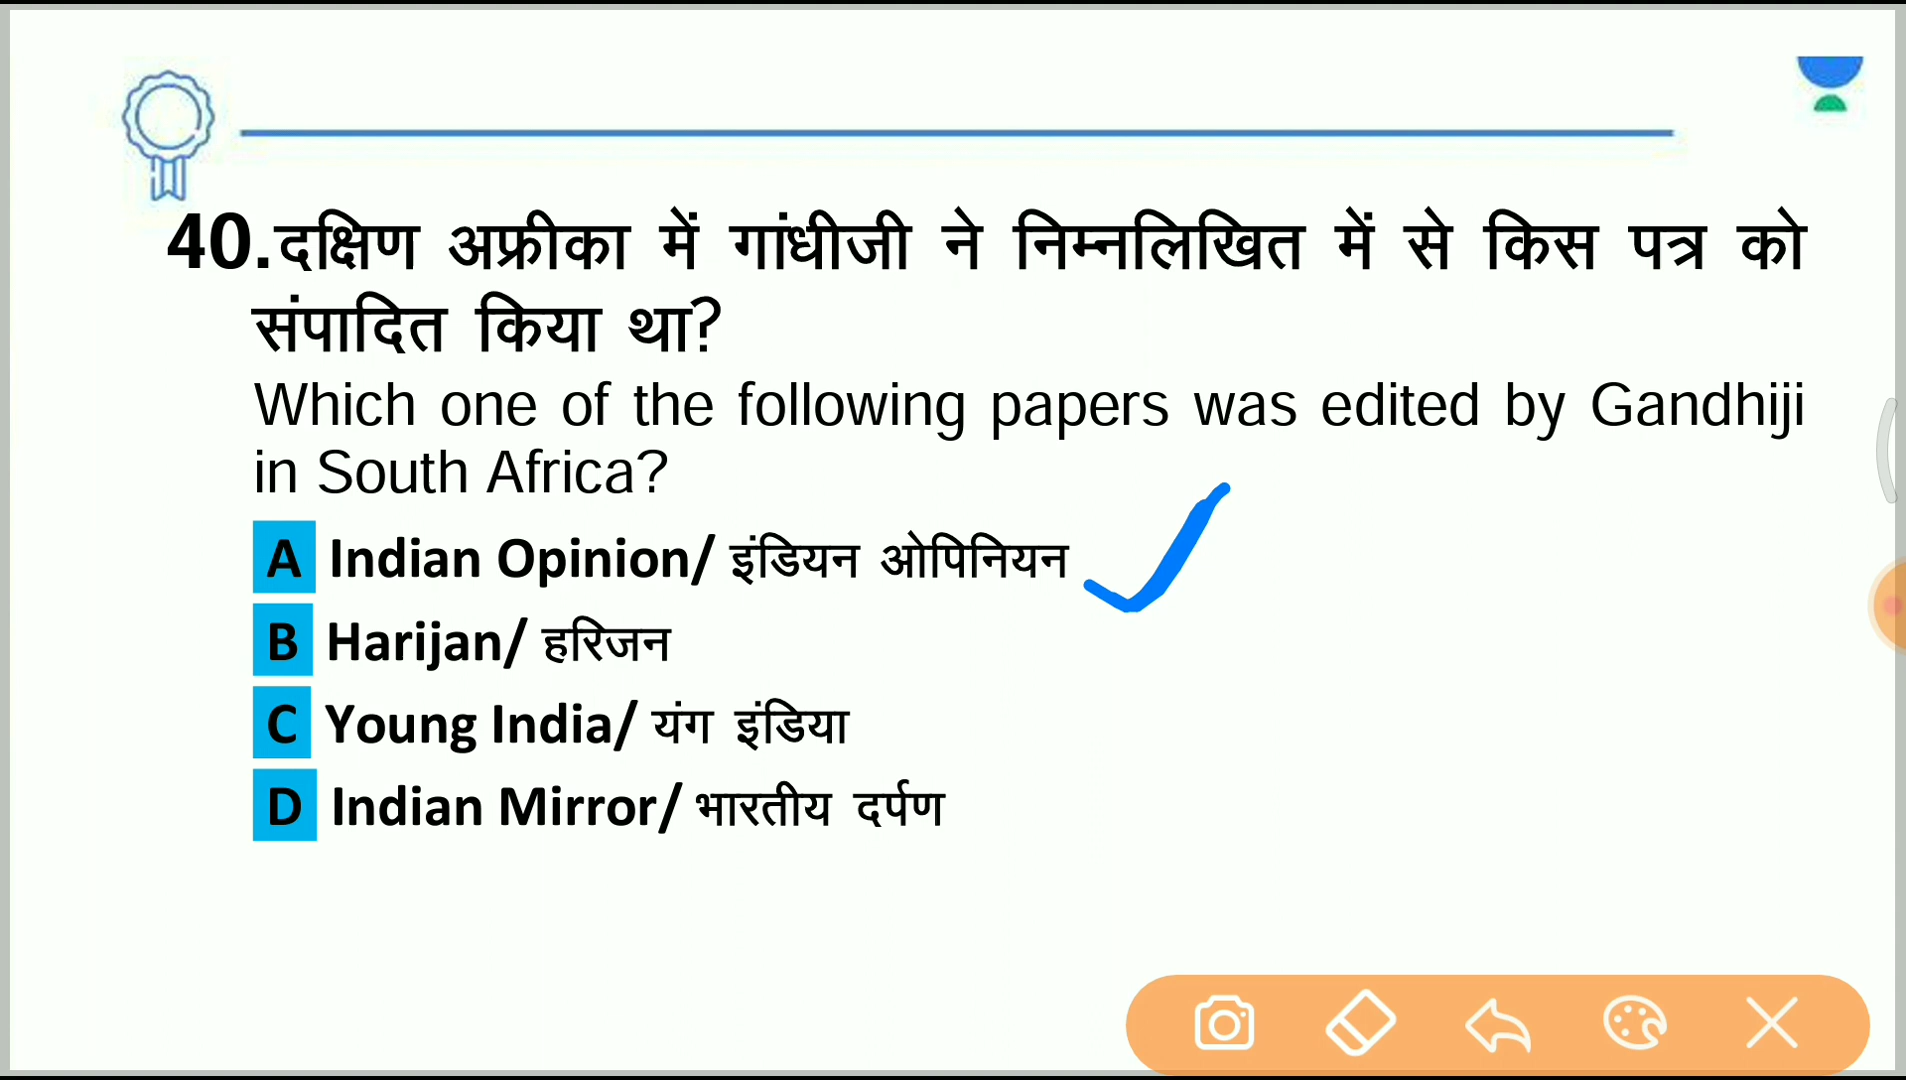 40.दक्षिण अफ्रीका में गांधीजी ने निम्नलिखित में से किस पत्र को
संपादित किया था?
Which one of the following papers was edited by Gandhiji
in South Africa?
A Indian Opinion/ इंडियन ओपिनियन
B Harijan/ हरिजन
C Young India/ यंग इंडिया
D Indian Mirror/ भारतीय दर्पण